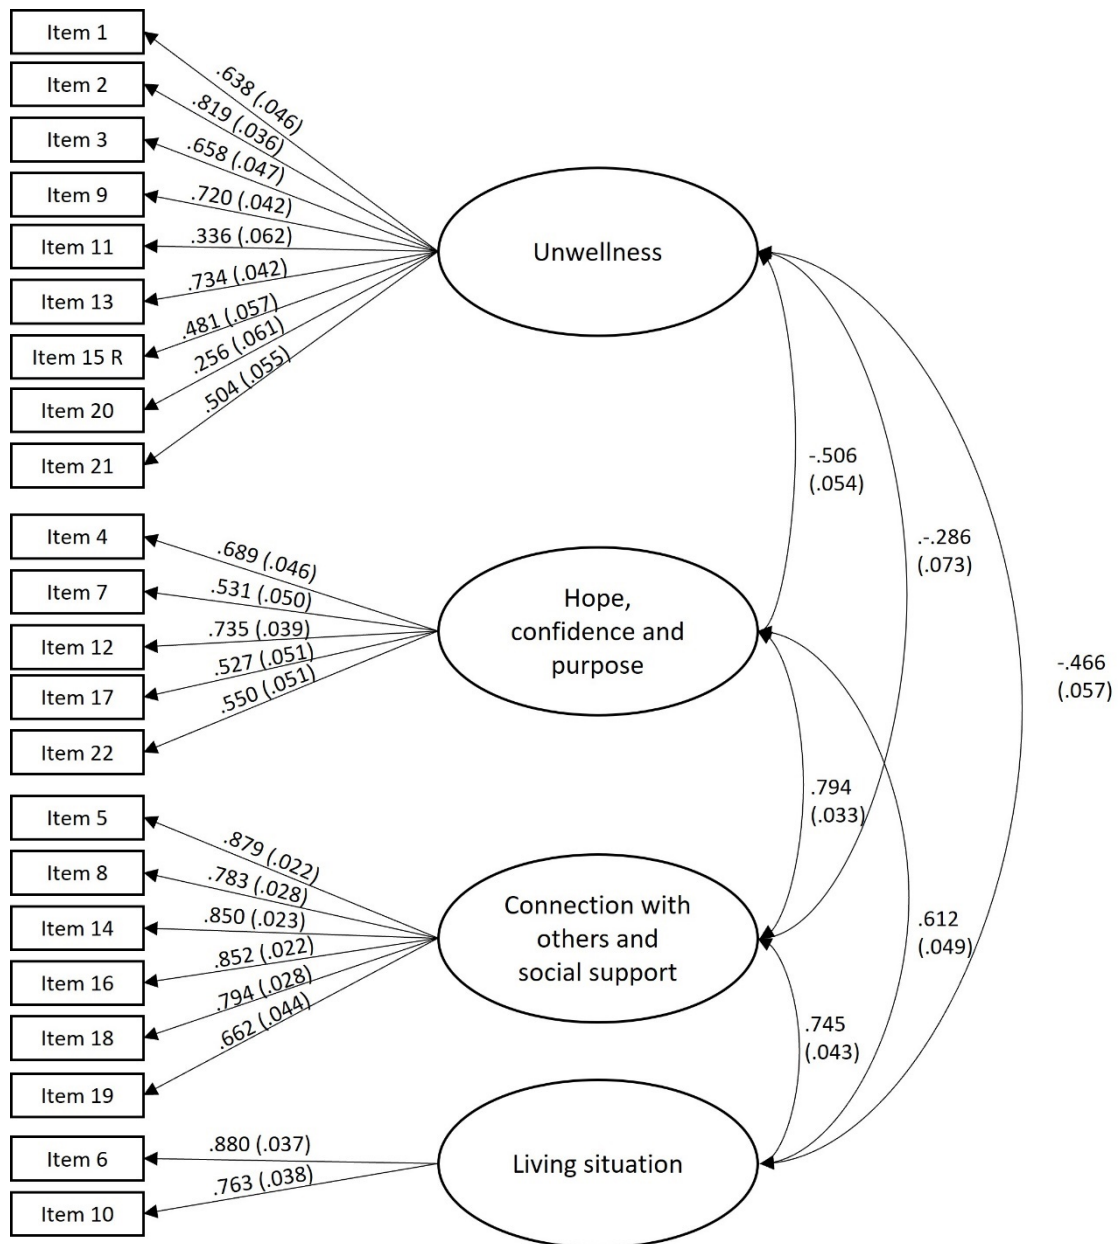 Item 1
Item 2
Item 3
Item 9
Item 11
Item 13
Item 15 R
Item 20
Item 21
.638 (.046)
.819 (.036)
.658 (.047)
.720 (.042)
.336 (.062)
.734 (.042)
.481 (.057)
.256 (.061)
.504 (.055)
Unwellness
Item 4
Item 7
Item 12
Item 17
Item 22
.689 (.046)
.531 (.050)
.735 (.039)
.527 (.051)
.550 (.051)
Hope,
confidence and
purpose
Item 5
Item 8
Item 14
Item 16
Item 18
Item 19
.879 (.022)
.783 (.028)
.850 (.023)
.852 (.022)
.794 (.028)
.662 (.044)
Connection with
others and
social support
Item 6
Item 10
.880 (.037)
.763 (.038)
Living situation
-.506
(.054)
.-.286
(.073)
-.466
(.057)
.794
(.033)
.612
(.049)
.745
(.043)